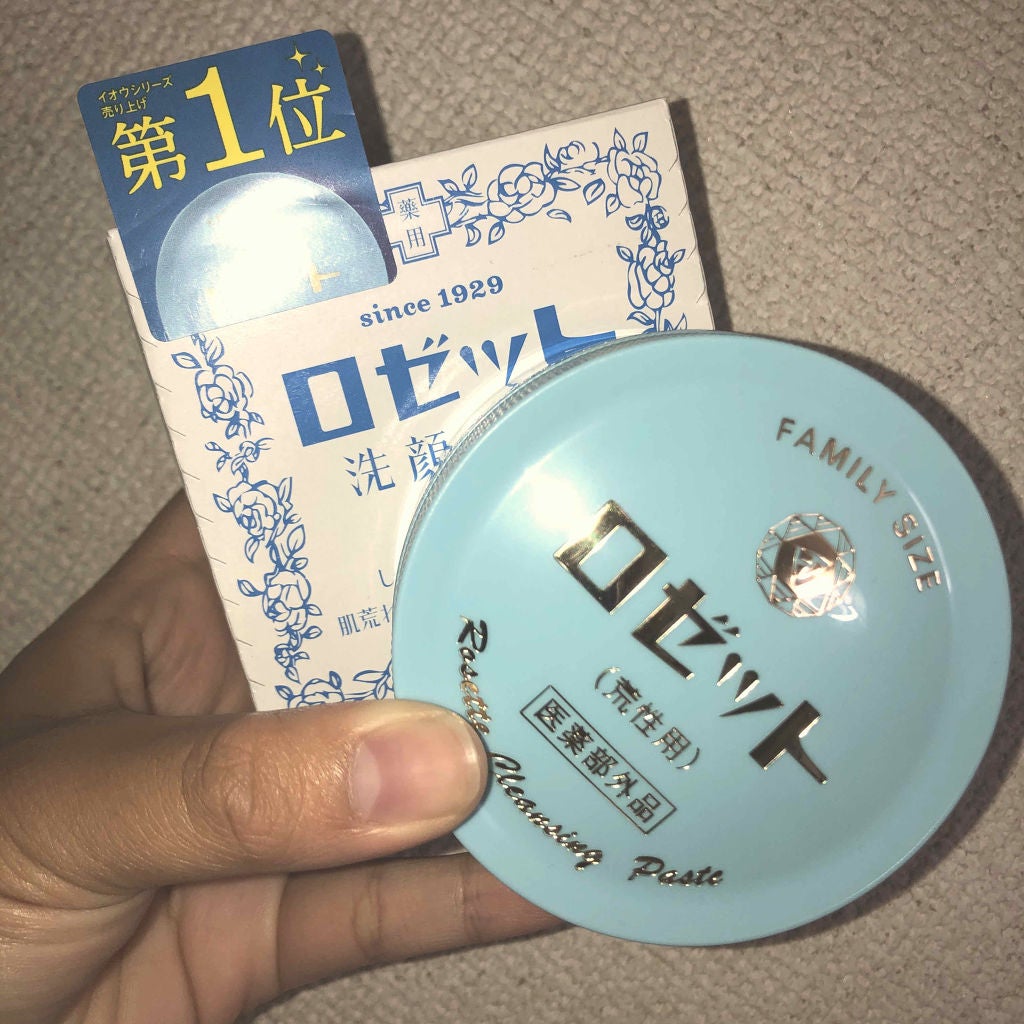 イオウシリーズ
売り上げ
第1位
薬
用
since 1929
ロゼット
洗顔
肌荒
FAMILY SIZE
ロゼット
(荒性用)
医薬部外品
Rosette Cleansing Paste